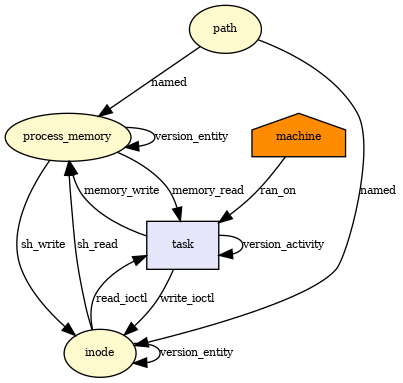 path
named
process_memory
version_entity
machine
memory_write
memory_read
ran_on
sh_write
sh_read
task
version_activity
named
read_ioctl
write_ioctl
inode
version_entity